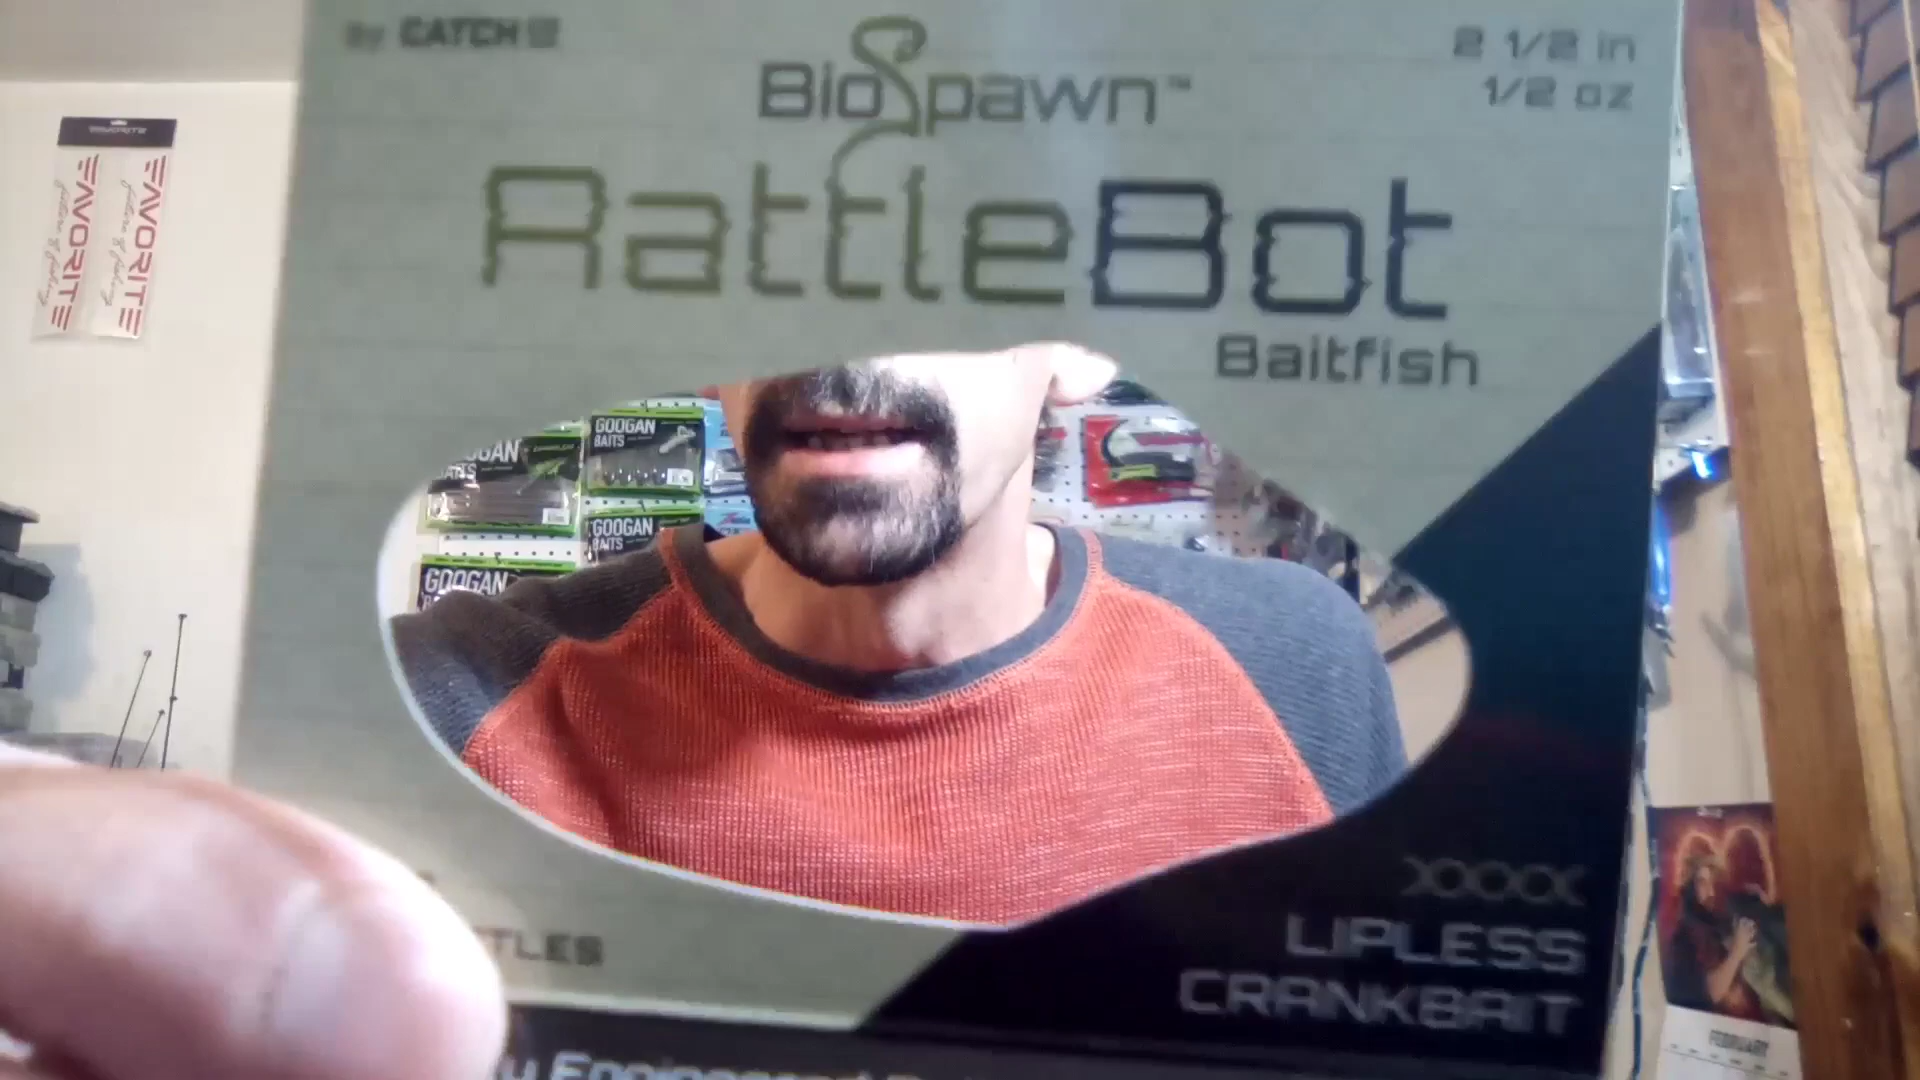 by CATCH
BioSpawn™
2 1/2 in
1/2 oz
RattleBot
Baitfish
FAVORITE
FAVORITE
GOOGAN
BAITS
GOOGAN
BAITS
GOOGAN
LIPLESS
CRANKBAIT
FEBRUARY